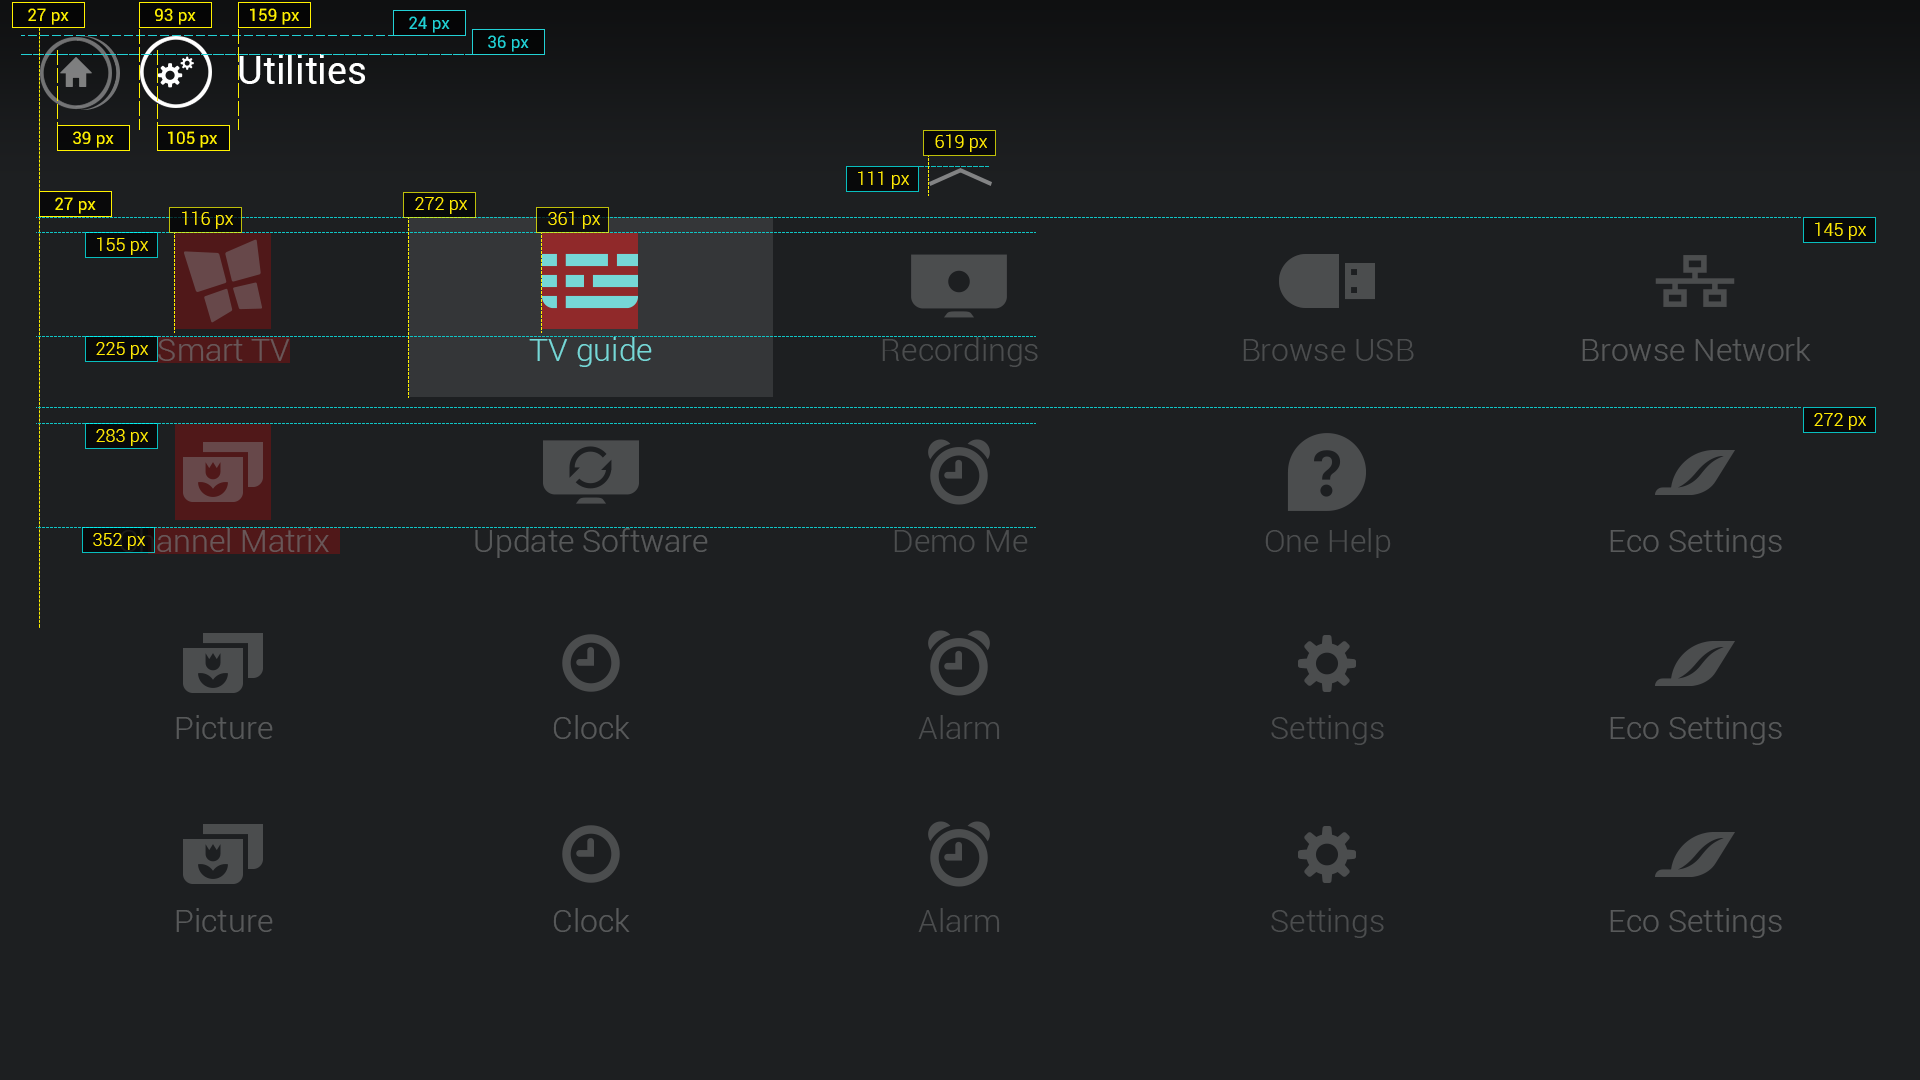 27 px 93 px 159 px
24 px
36 px
Utilities
39 px 105 px
619 px
111 px
27 px 272 px
116 px 361 px
145 px
155 px
225 px Smart TV TV guide Recordings Browse USB Browse Network
272 px
283 px
352 px hannel Matrix Update Software Demo Me One Help Eco Settings
Picture Clock Alarm Settings Eco Settings
Picture Clock Alarm Settings Eco Settings